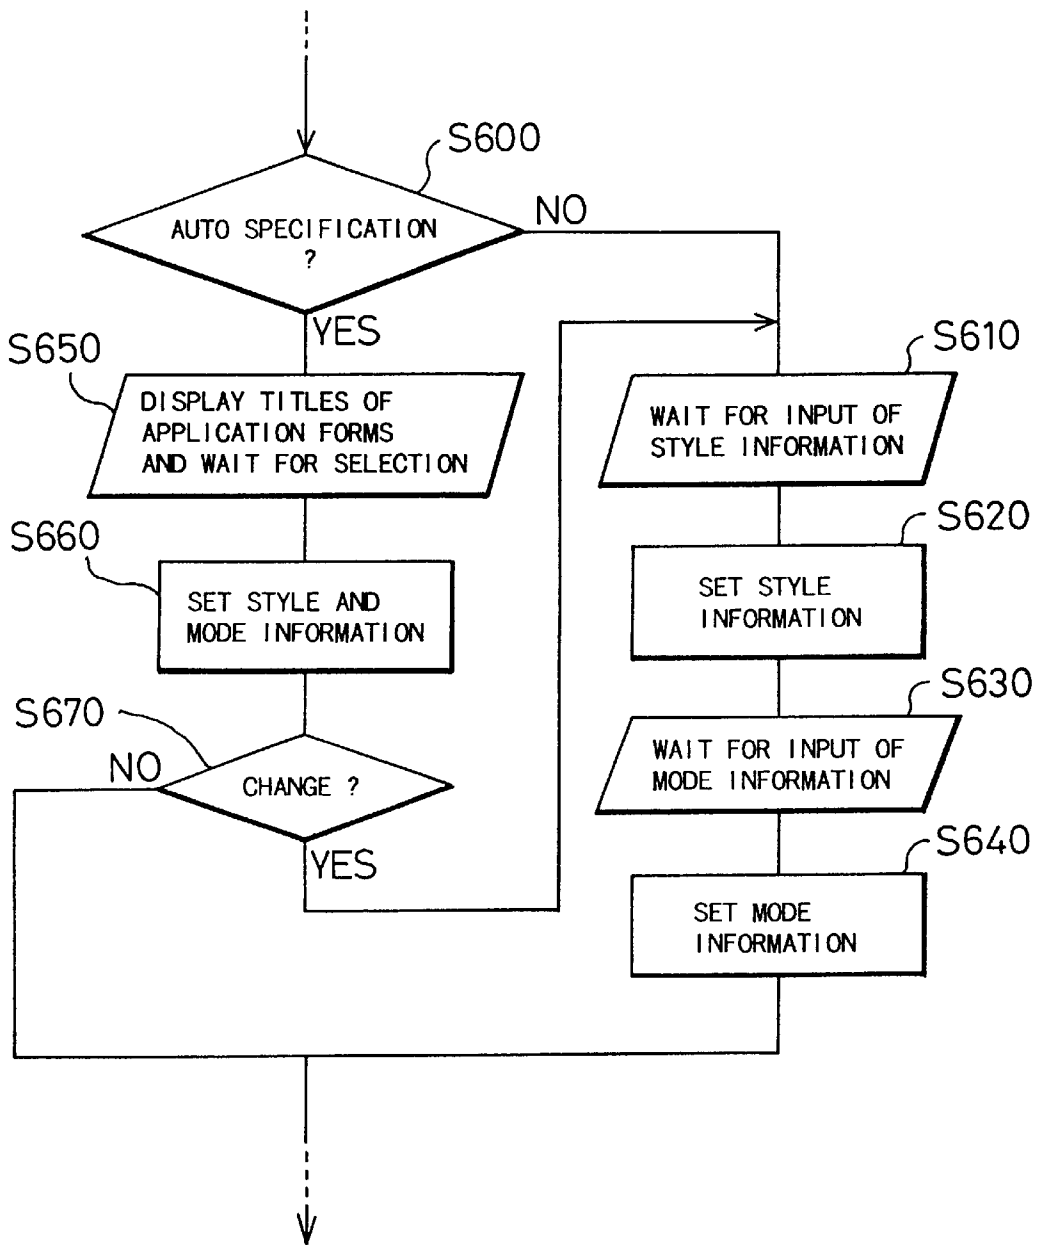 S600
AUTO SPECIFICATION
?
NO
YES
S650
DISPLAY TITLES OF
APPLICATION FORMS
AND WAIT FOR SELECTION
S660
SET STYLE AND
MODE INFORMATION
S670
CHANGE ?
NO
YES
S610
WAIT FOR INPUT OF
STYLE INFORMATION
S620
SET STYLE
INFORMATION
S630
WAIT FOR INPUT OF
MODE INFORMATION
S640
SET MODE
INFORMATION